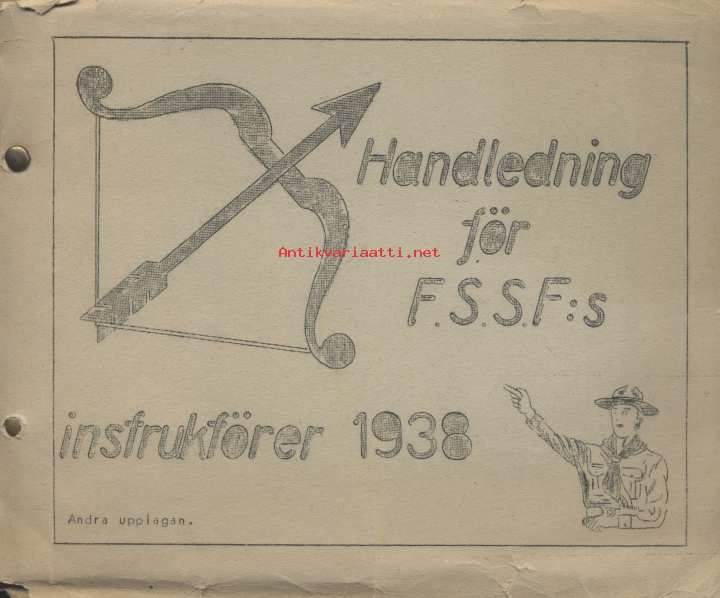 Handledning
för
F.S.S.F:s
instruktörer 1938
Andra upplagan.
Antikvariaatti.net